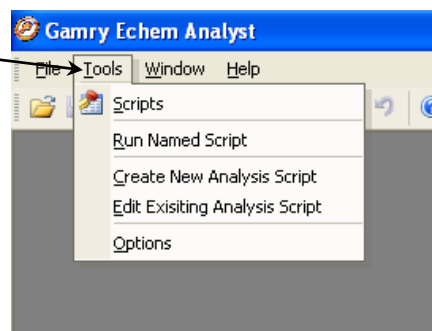 Gamry Echem Analyst
File Tools Window Help
Scripts
Run Named Script
Create New Analysis Script
Edit Exisiting Analysis Script
Options